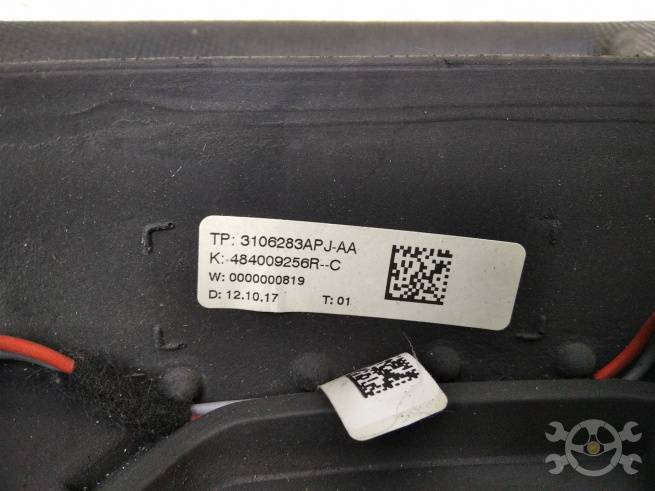 TP: 3106283APJ-AA
K: 484009256R--C
W: 0000000819
D: 12.10.17 T: 01